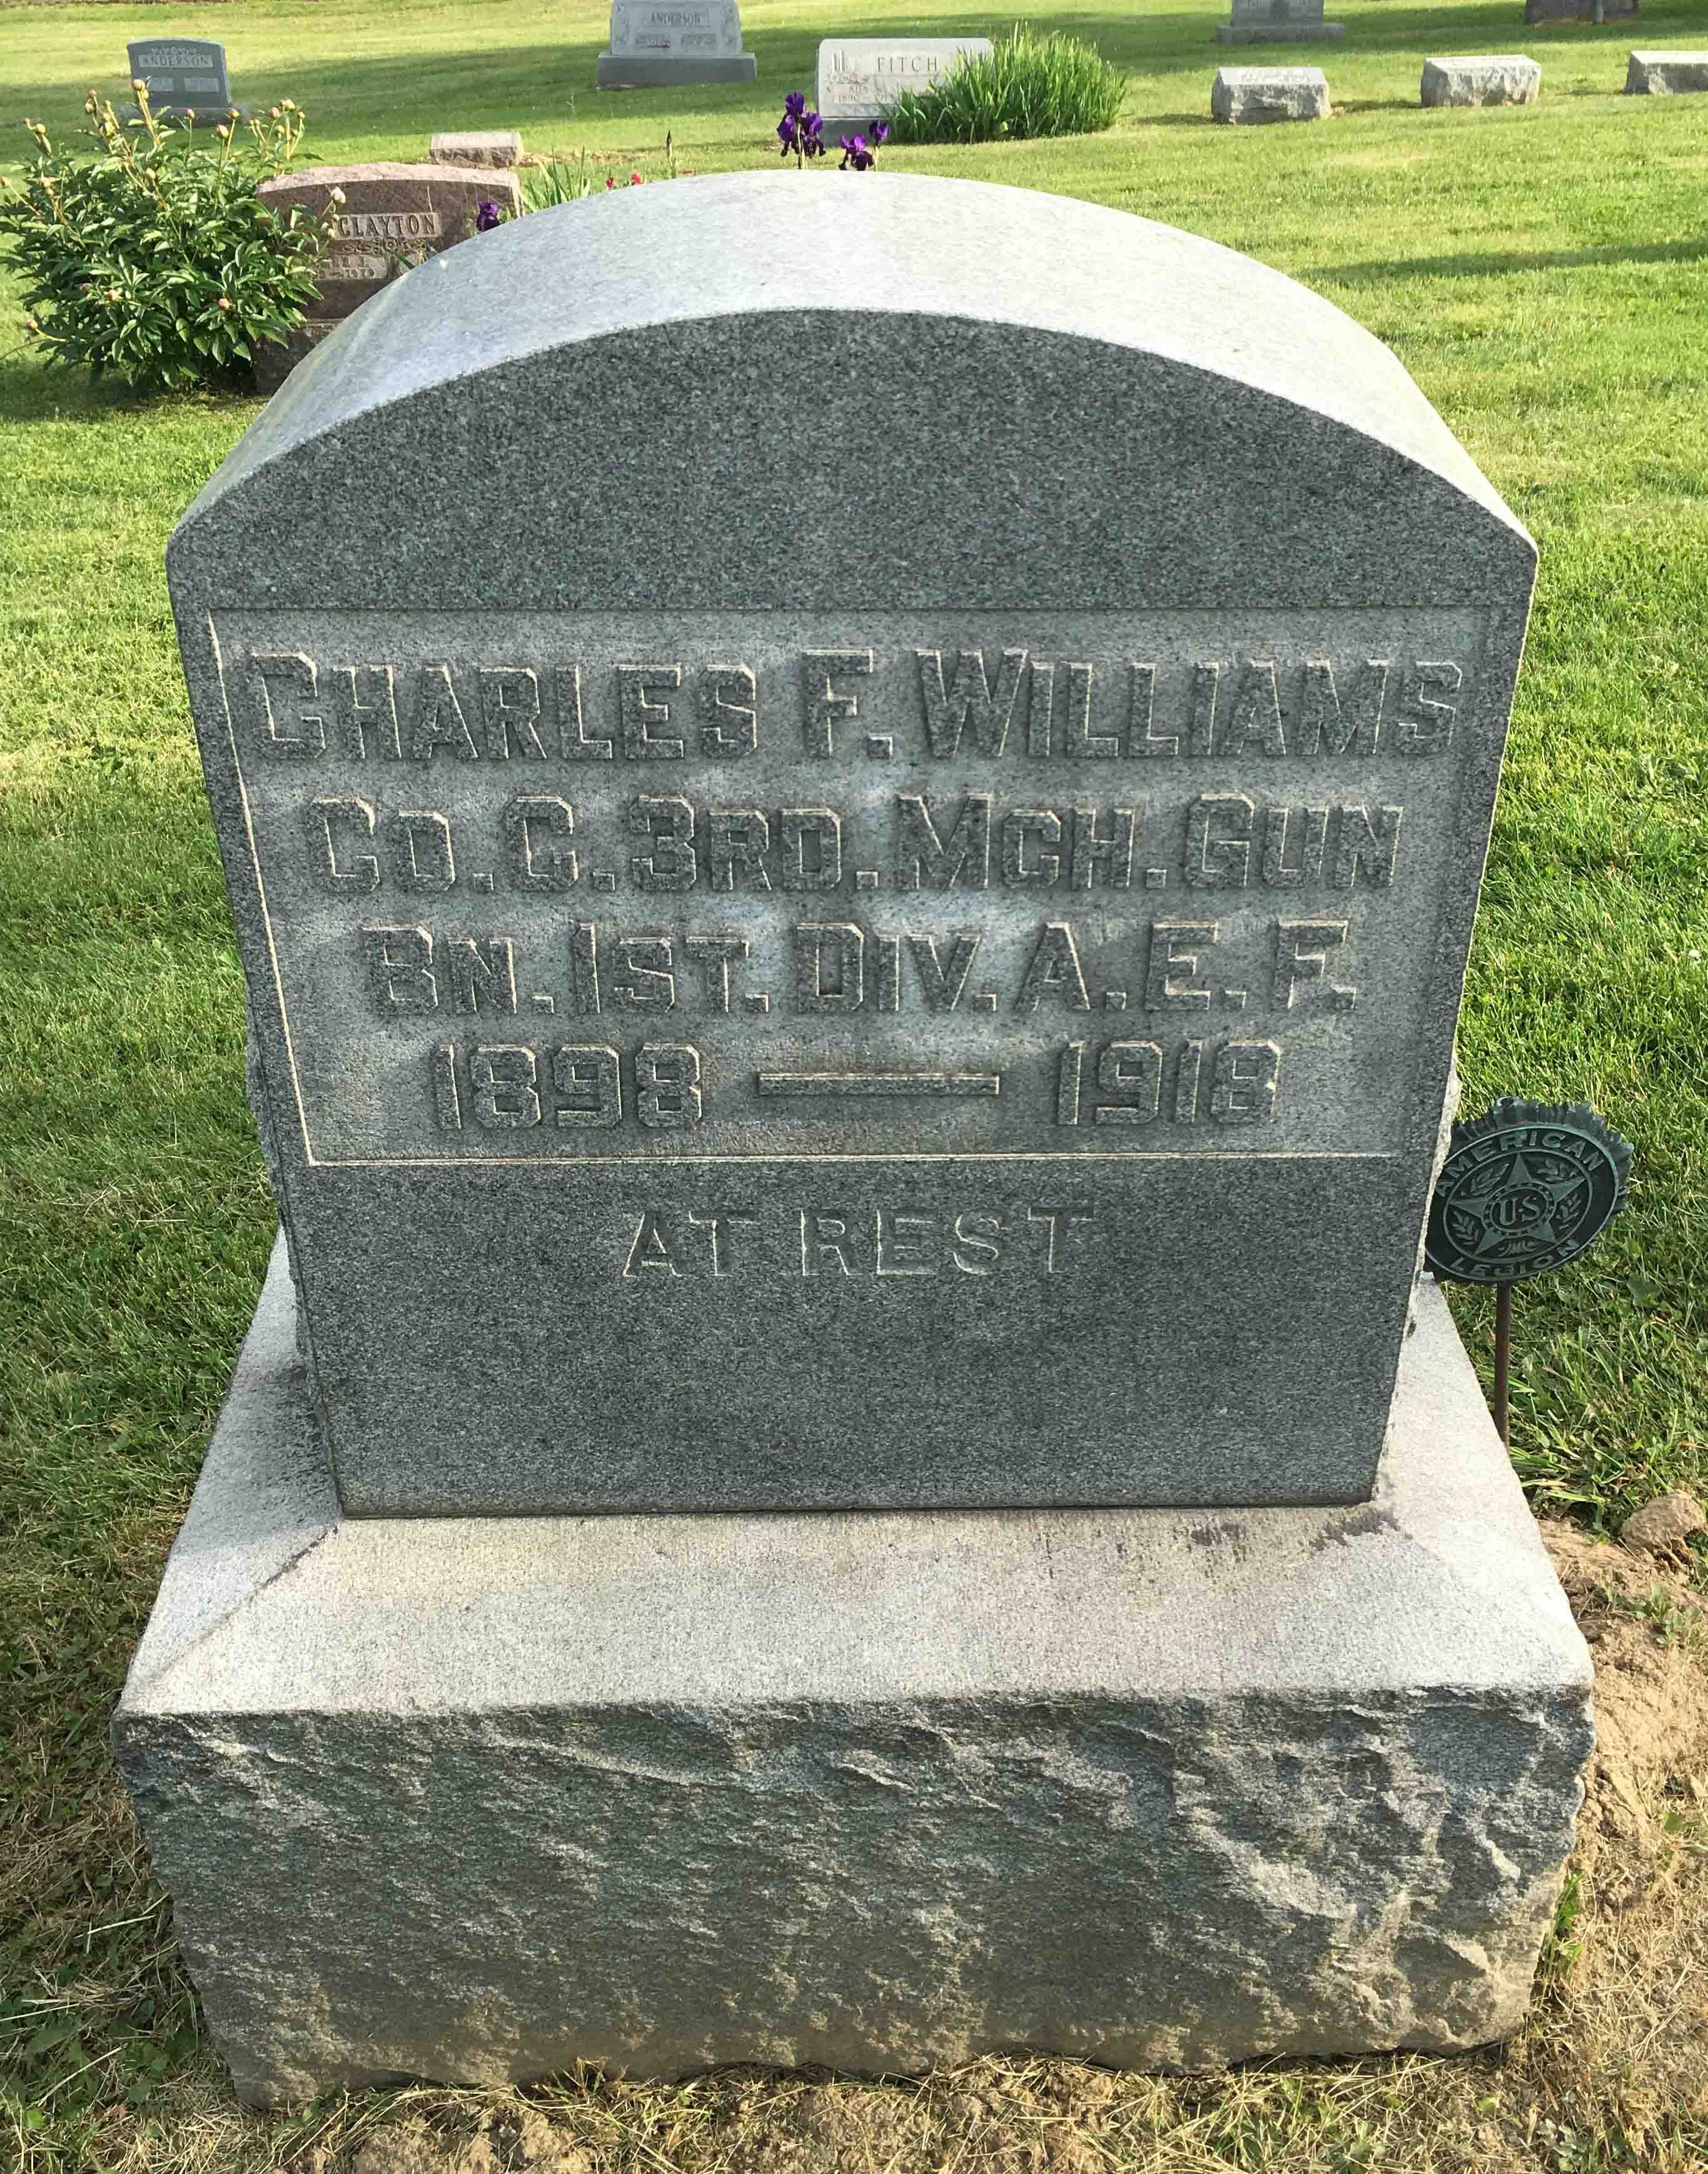 ANDERSON
ANDERSON
FITCH
CLAYTON
CHARLES F. WILLIAMS
CO. C. 3RD. MCH. GUN
BN. 1ST. DIV. A. E. F.
1898 — 1918
AT REST
AMERICAN
U.S
LEGION